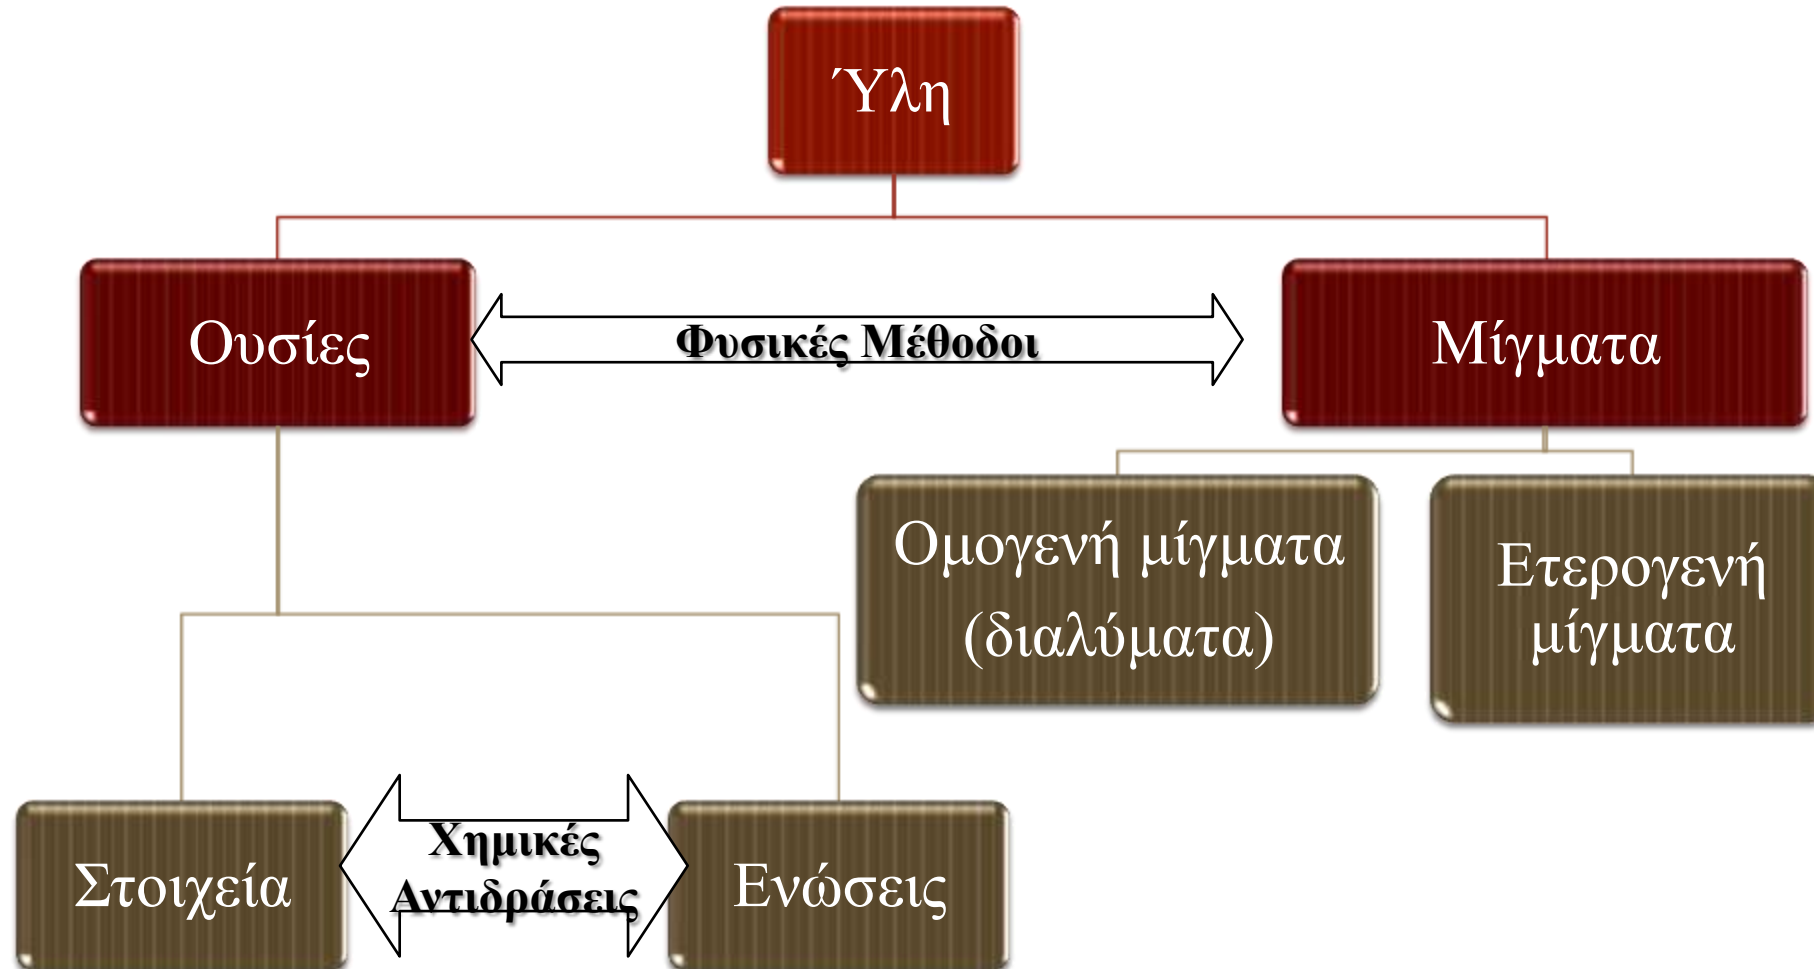 Ύλη
Ουσίες
Φυσικές Μέθοδοι
Μίγματα
Ομογενή μίγματα
(διαλύματα)
Ετερογενή
μίγματα
Στοιχεία
Χημικές
Αντιδράσεις
Ενώσεις